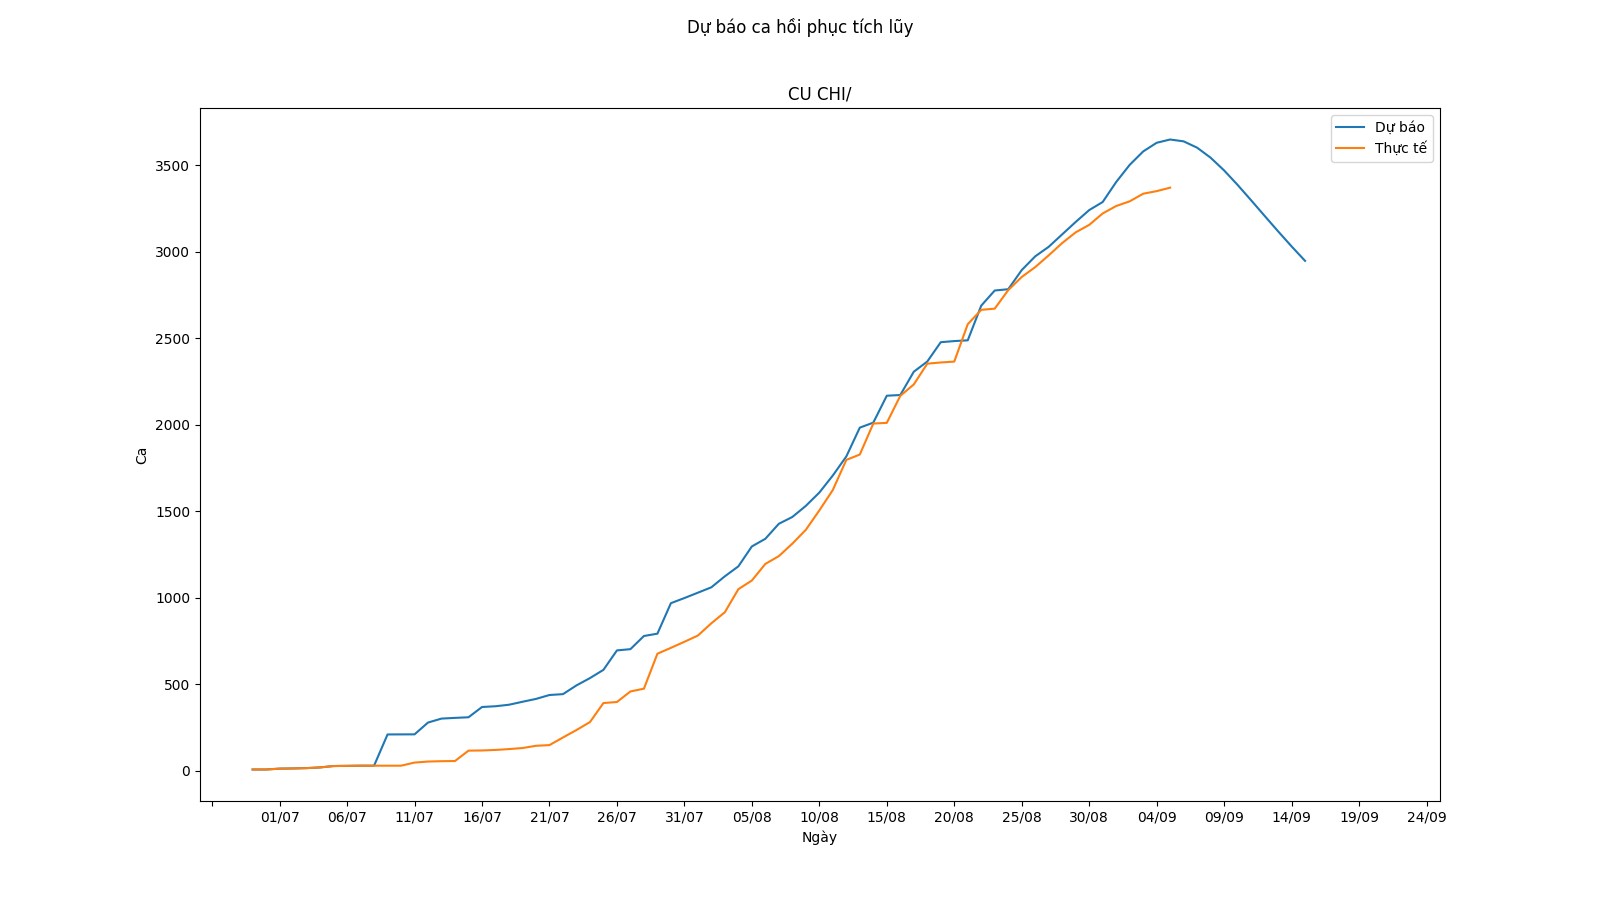 Dự báo ca hồi phục tích lũy
CU CHI/
Dự báo
Thực tế
3500
3000
2500
2000
1500
1000
500
0
Ca
01/07 06/07 11/07 16/07 21/07 26/07 31/07 05/08 10/08 15/08 20/08 25/08 30/08 04/09 09/09 14/09 19/09 24/09
Ngày